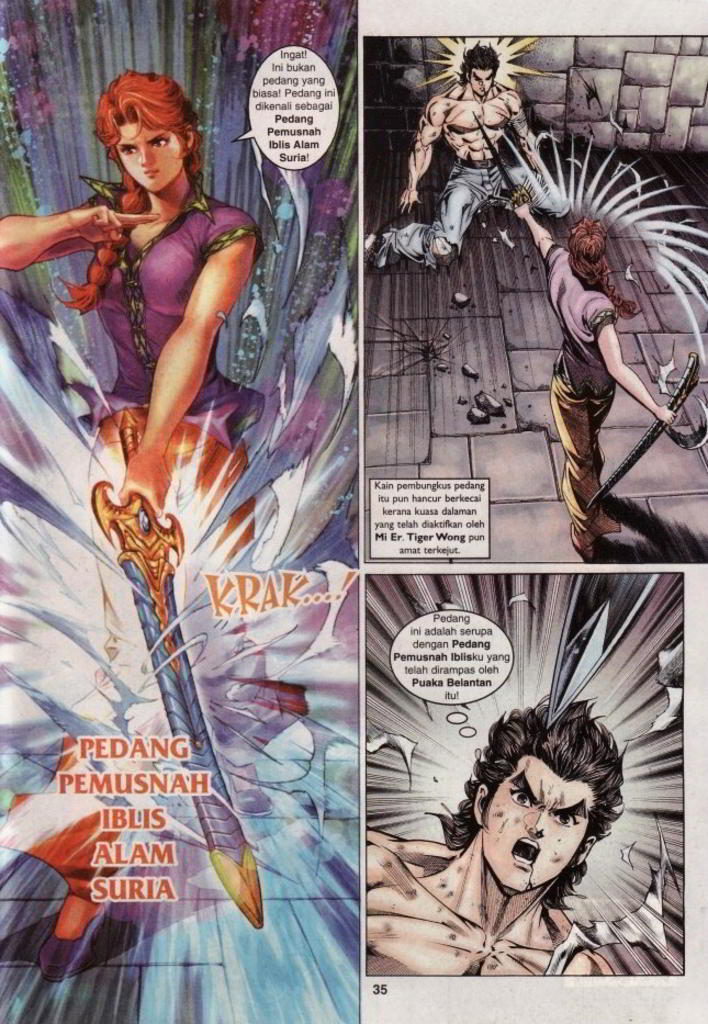 Ingat!
Ini bukan
pedang yang
biasa! Pedang ini
dikenali sebagai
Pedang
Pemusnah
Iblis Alam
Suria!
KRAK....!
PEDANG
PEMUSNAH
IBLIS
ALAM
SURIA
Kain pembungkus pedang
itu pun hancur berkecai
kerana kuasa dalaman
yang telah diaktifkan oleh
Mi Er. Tiger Wong pun
amat terkejut.
Pedang
ini adalah serupa
dengan Pedang
Pemusnah Iblisku yang
telah dirampas oleh
Puaka Belantan
itu!
35